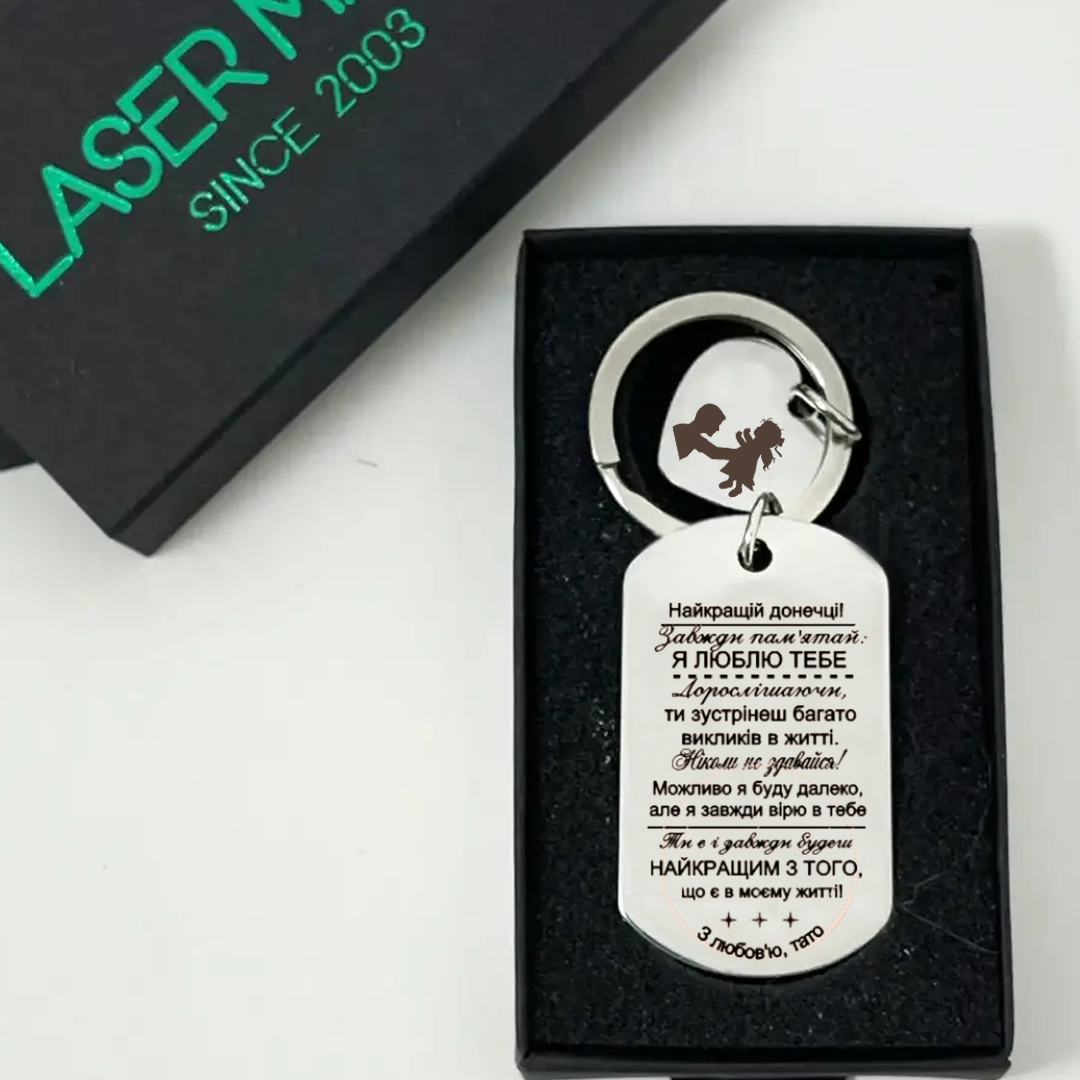 LASER M
SINCE 2003
Найкращій донечці!
Завжди пам'ятай:
Я ЛЮБЛЮ ТЕБЕ
Дорослішаючи,
ти зустрінеш багато
викликів в житті.
Ніколи не здавайся!
Можливо я буду далеко,
але я завжди вірю в тебе
Ти є і завжди будеш
НАЙКРАЩИМ З ТОГО,
що є в моєму житті!
З любов'ю, тато